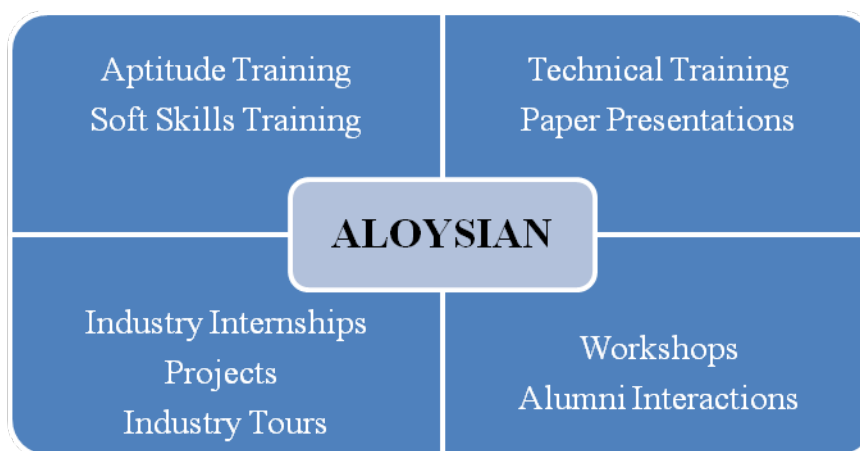 Aptitude Training
Soft Skills Training
Technical Training
Paper Presentations
ALOYSIAN
Industry Internships
Projects
Industry Tours
Workshops
Alumni Interactions